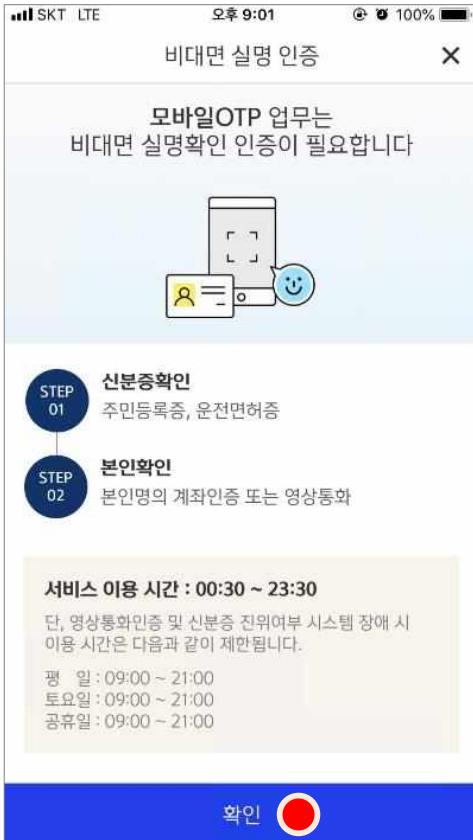 SKT LTE 오후 9:01 100%
비대면 실명 인증
모바일OTP 업무는
비대면 실명확인 인증이 필요합니다
STEP 01
신분증확인
주민등록증, 운전면허증
STEP 02
본인확인
본인명의 계좌인증 또는 영상통화
서비스 이용 시간 : 00:30 ~ 23:30
단, 영상통화인증 및 신분증 진위여부 시스템 장애 시
이용 시간은 다음과 같이 제한됩니다.
평 일 : 09:00 ~ 21:00
토요일 : 09:00 ~ 21:00
공휴일 : 09:00 ~ 21:00
확인